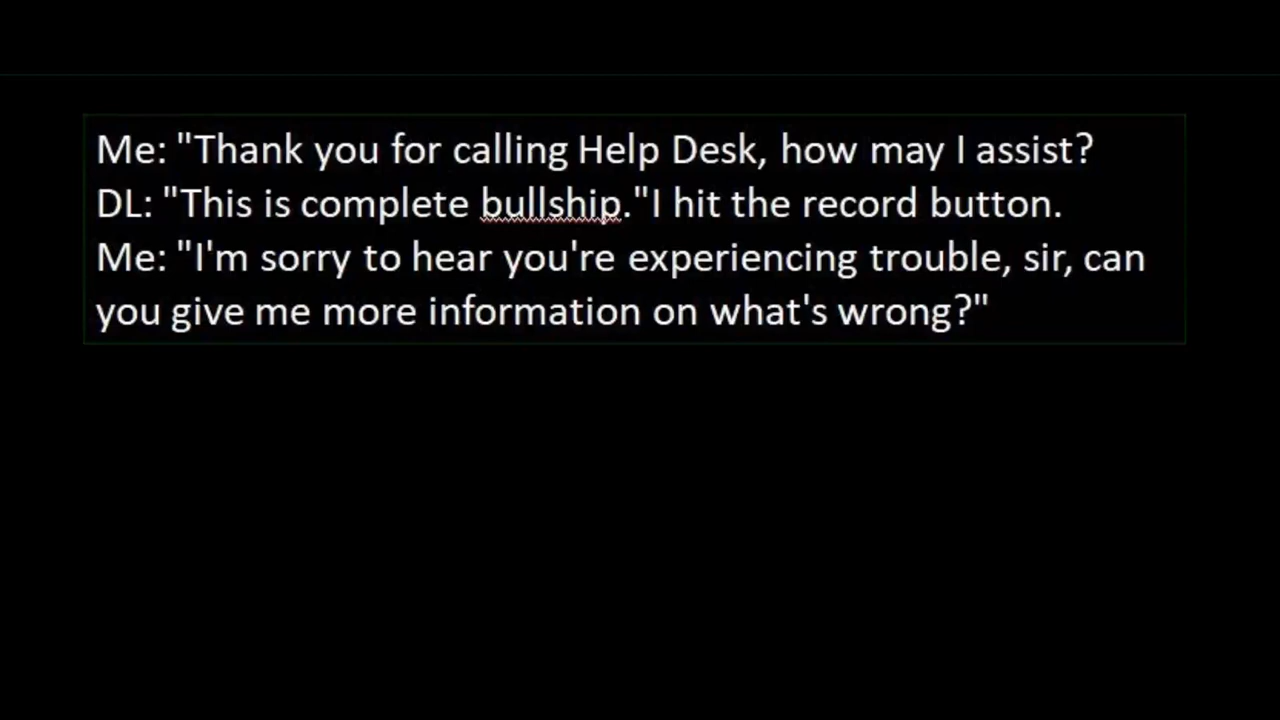 Me: "Thank you for calling Help Desk, how may I assist?
DL: "This is complete bullship."I hit the record button.
Me: "I'm sorry to hear you're experiencing trouble, sir, can
you give me more information on what's wrong?"